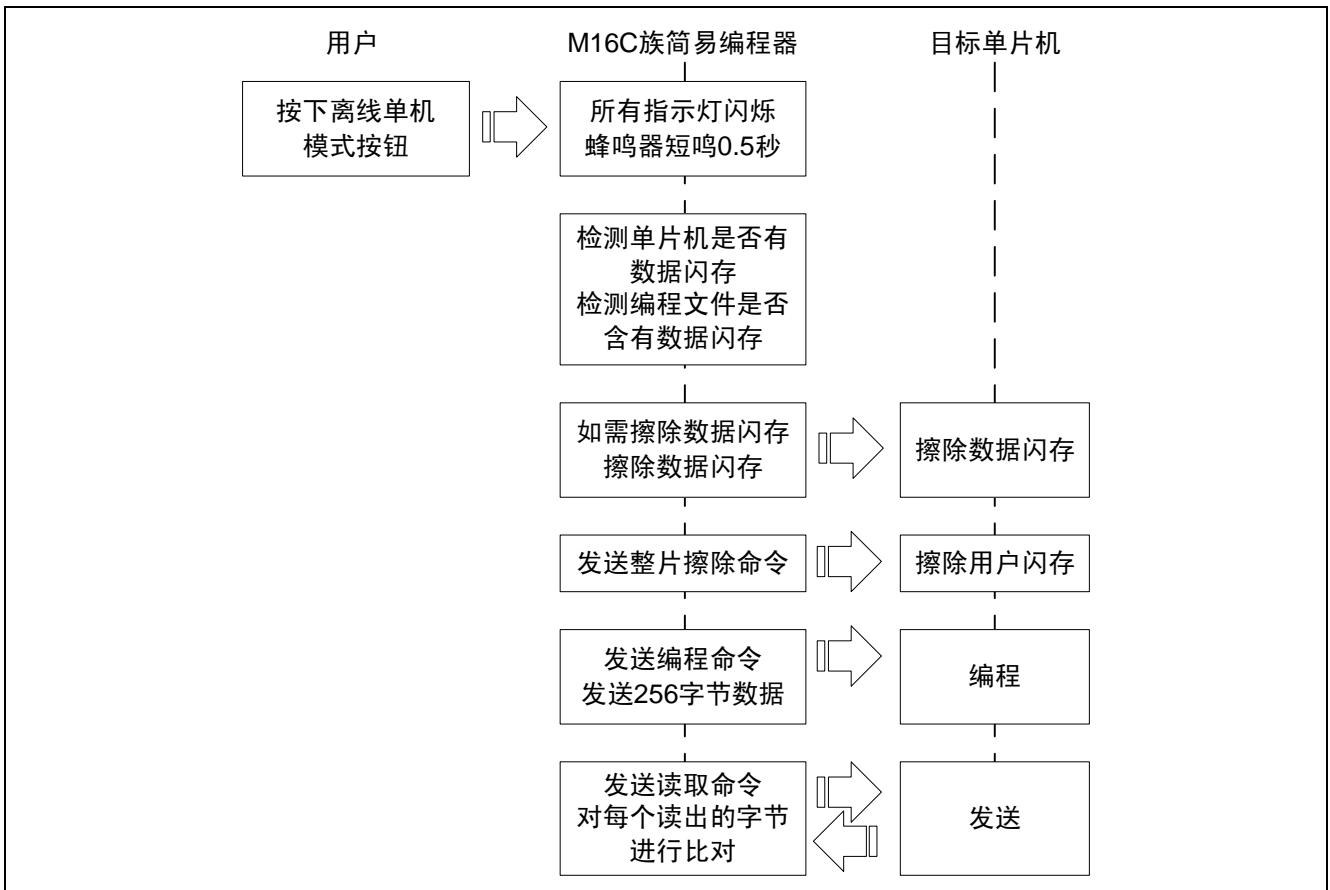 用户
M16C族简易编程器
目标单片机
按下离线单机
模式按钮
所有指示灯闪烁
蜂鸣器短鸣0.5秒
检测单片机是否有
数据闪存
检测编程文件是否
含有数据闪存
如需擦除数据闪存
擦除数据闪存
擦除数据闪存
发送整片擦除命令
擦除用户闪存
发送编程命令
发送256字节数据
编程
发送读取命令
对每个读出的字节
进行比对
发送